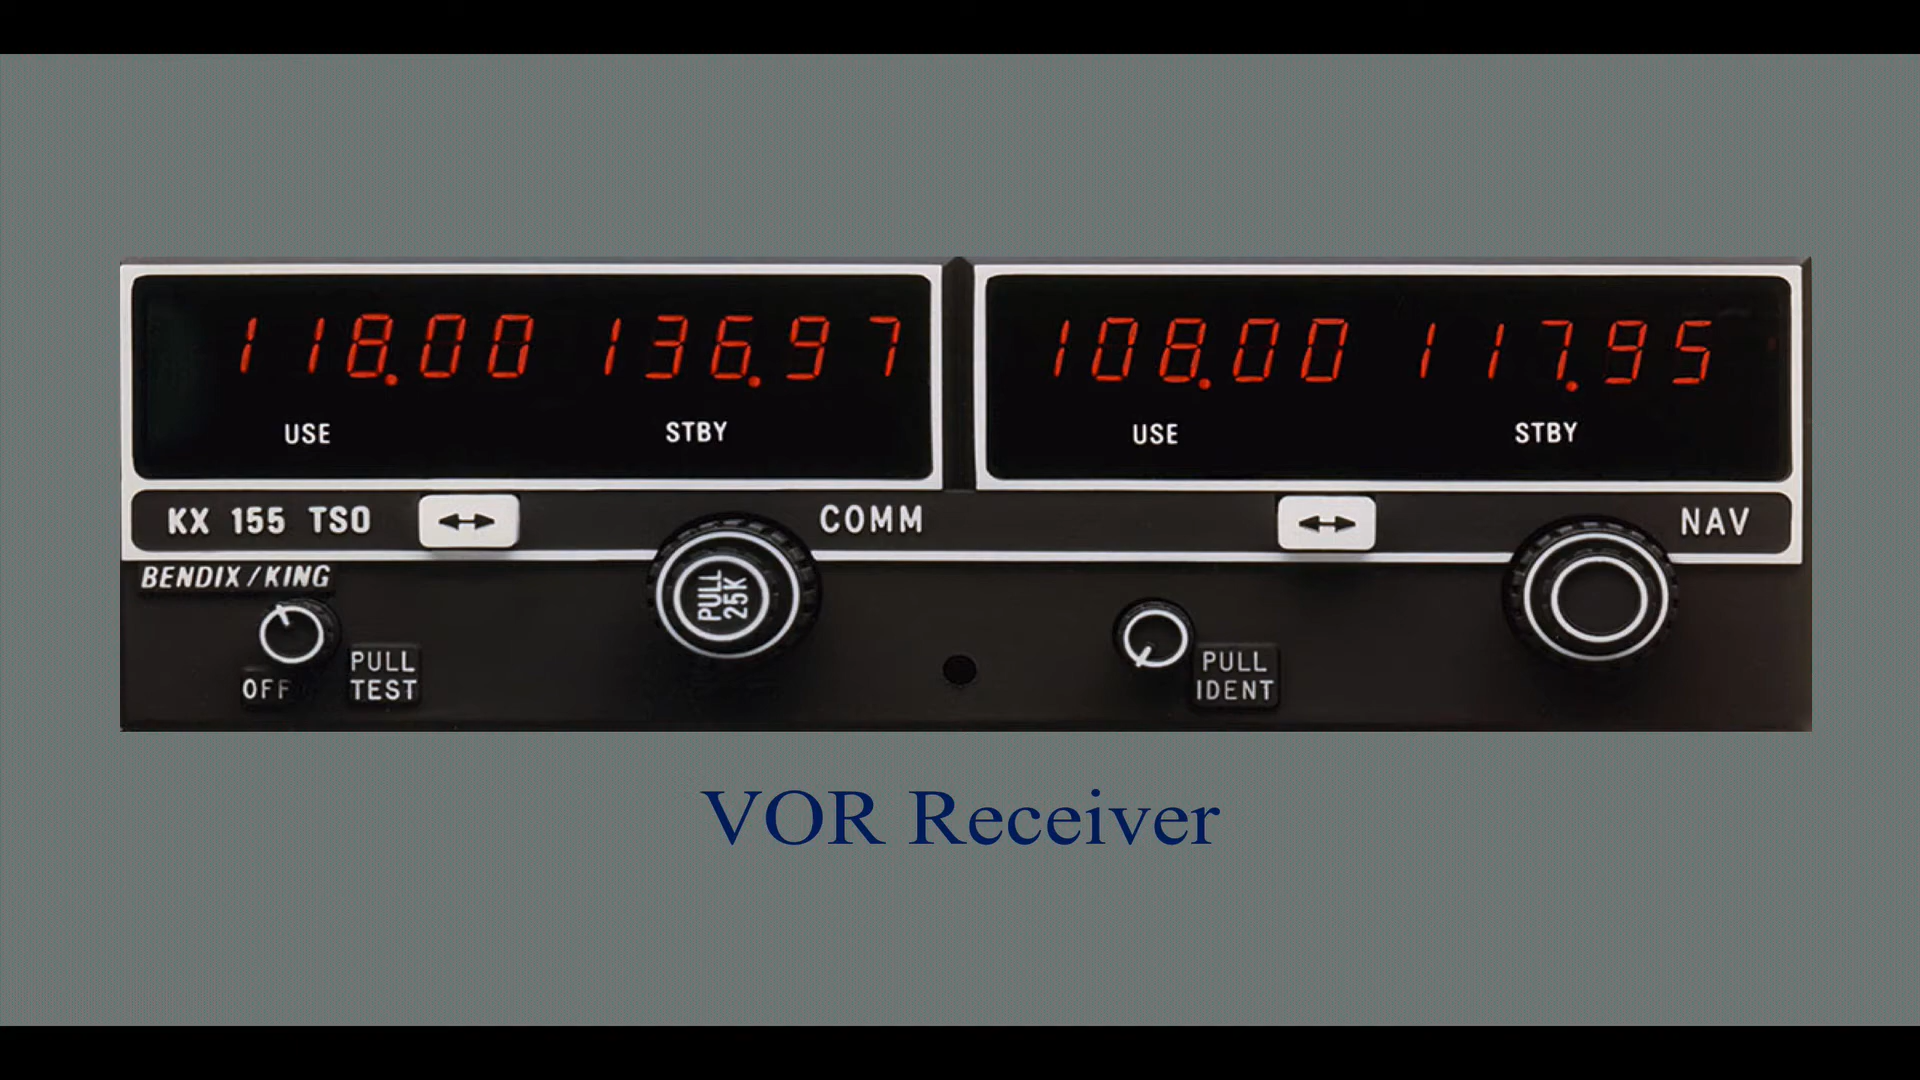 118.00 136.97
USE STBY
108.00 117.95
USE STBY
KX 155 TSO
COMM
NAV
BENDIX/KING
OFF
PULL
TEST
PULL
25K
PULL
IDENT
VOR Receiver